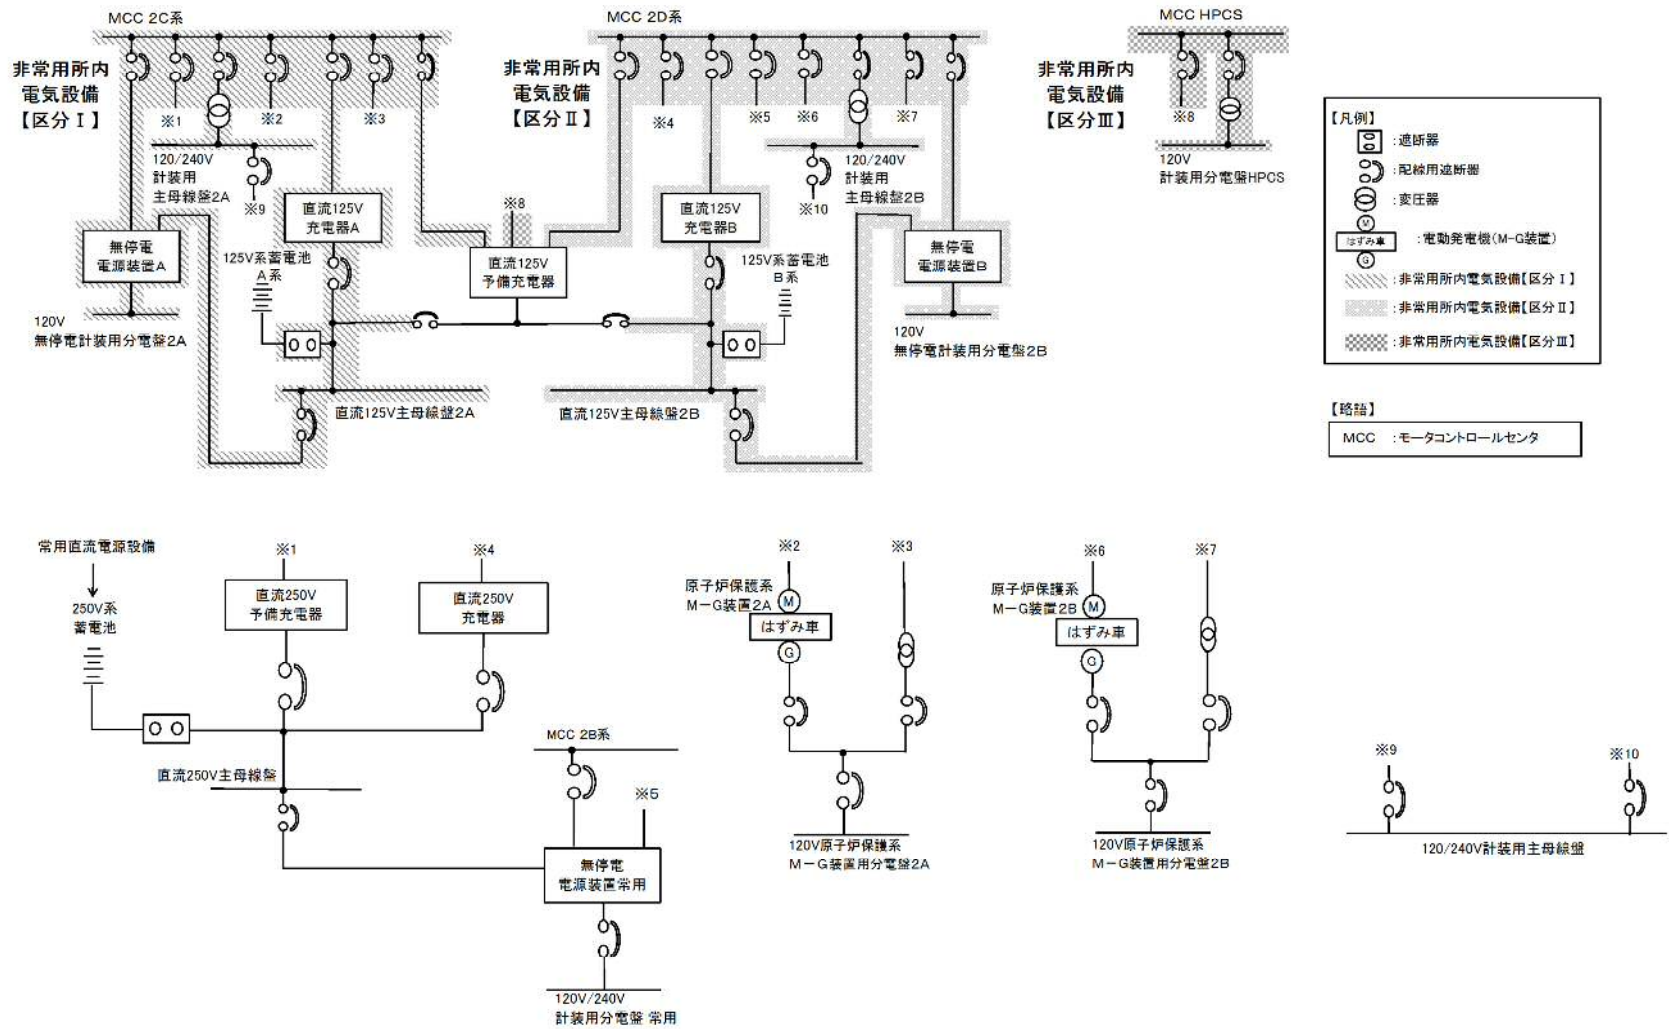 MCC 2C系
MCC 2D系
MCC HPCS
非常用所内
電気設備
【区分Ⅰ】
非常用所内
電気設備
【区分Ⅱ】
非常用所内
電気設備
【区分Ⅲ】
※1
※2
※3
※4
※5
※6
※7
※8
120/240V
計装用
主母線盤2A
※9
※10
120/240V
計装用
主母線盤2B
120V
計装用分電盤HPCS
直流125V
充電器A
※8
直流125V
充電器B
無停電
電源装置A
125V系蓄電池
A系
直流125V
予備充電器
125V系蓄電池
B系
無停電
電源装置B
120V
無停電計装用分電盤2A
120V
無停電計装用分電盤2B
直流125V主母線盤2A
直流125V主母線盤2B
【凡例】
:遮断器
:配線用遮断器
:変圧器
M
はずみ車
G
:電動発電機(M-G装置)
:非常用所内電気設備【区分Ⅰ】
:非常用所内電気設備【区分Ⅱ】
:非常用所内電気設備【区分Ⅲ】
【略語】
MCC :モータコントロールセンタ
常用直流電源設備
250V系
蓄電池
※1
直流250V
予備充電器
※4
直流250V
充電器
直流250V主母線盤
MCC 2B系
※5
無停電
電源装置常用
120V/240V
計装用分電盤 常用
※2
※3
原子炉保護系
M-G装置2A
M
はずみ車
G
120V原子炉保護系
M-G装置用分電盤2A
※6
※7
原子炉保護系
M-G装置2B
M
はずみ車
G
120V原子炉保護系
M-G装置用分電盤2B
※9
※10
120/240V計装用主母線盤